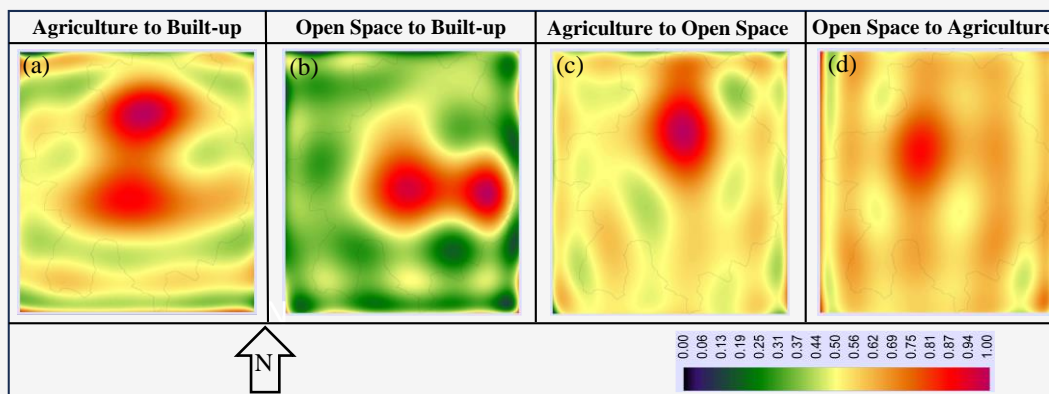 Agriculture to Built-up
Open Space to Built-up
Agriculture to Open Space
Open Space to Agriculture
(a)
(b)
(c)
(d)
N
0.00
0.06
0.13
0.19
0.25
0.31
0.37
0.44
0.50
0.56
0.62
0.69
0.75
0.81
0.87
0.94
1.00